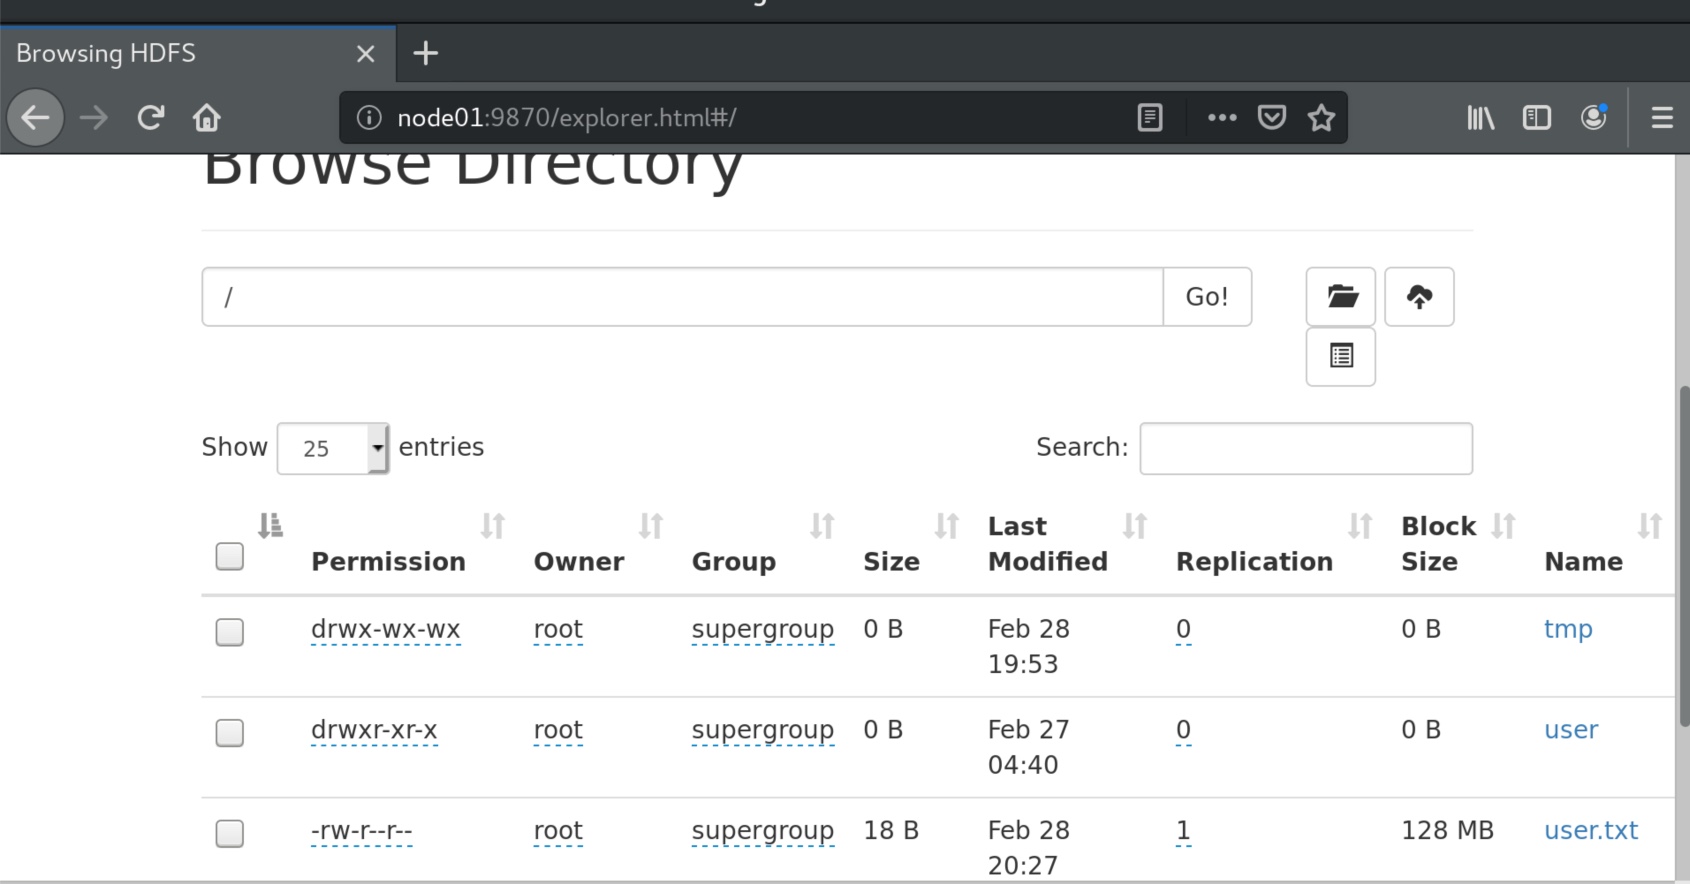 Browsing HDFS
node01:9870/explorer.html#/
Browse Directory
/ Go!
Show 25 entries Search:
Permission Owner Group Size Last Modified Replication Block Size Name
drwx-wx-wx root supergroup 0 B Feb 28 19:53 0 0 B tmp
drwxr-xr-x root supergroup 0 B Feb 27 04:40 0 0 B user
-rw-r--r-- root supergroup 18 B Feb 28 20:27 1 128 MB user.txt